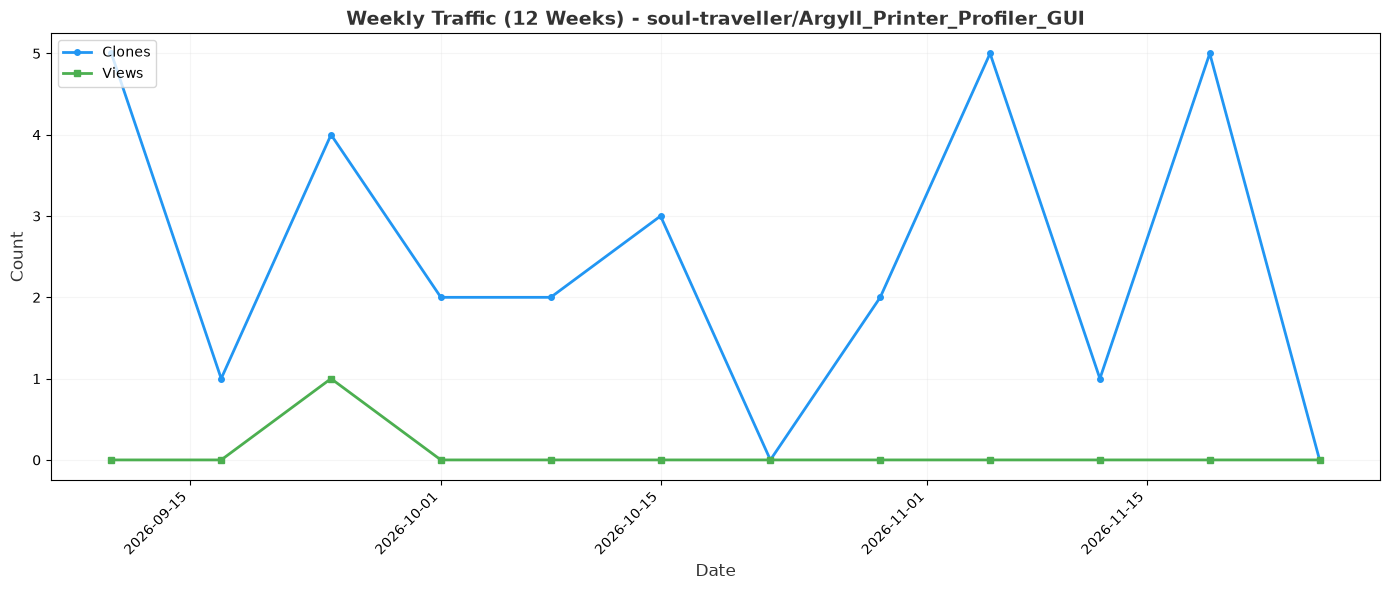 Weekly Traffic (12 Weeks) - soul-traveller/Argyll_Printer_Profiler_GUI
Clones
Views
Count
5
4
3
2
1
0
2026-09-15
2026-10-01
2026-10-15
2026-11-01
2026-11-15
Date